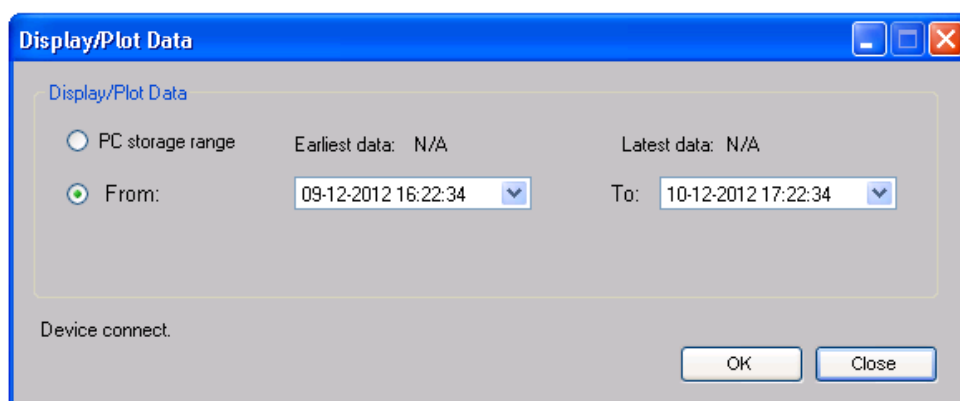 Display/Plot Data
Display/Plot Data
PC storage range Earliest data: N/A Latest data: N/A
From: 09-12-2012 16:22:34 To: 10-12-2012 17:22:34
Device connect.
OK Close